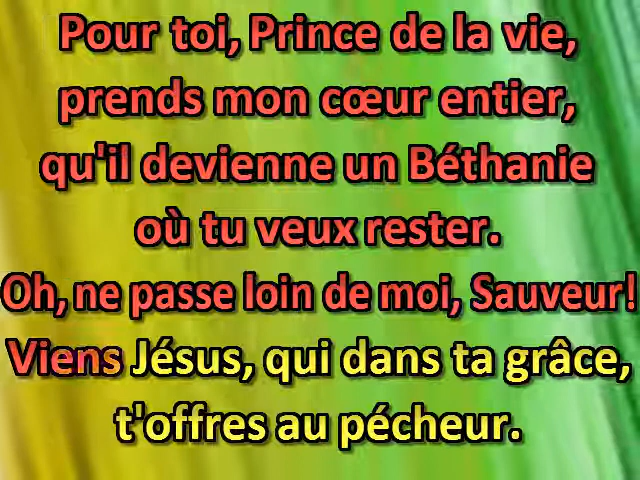 Pour toi, Prince de la vie,
prends mon cœur entier,
qu'il devienne un Béthanie
où tu veux rester.
Oh, ne passe loin de moi, Sauveur!
Viens Jésus, qui dans ta grâce,
t'offres au pécheur.